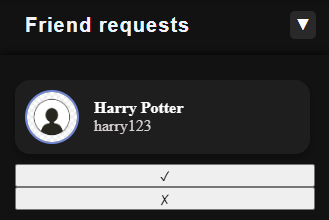 Friend requests ▼
Harry Potter
harry123
✓
✗